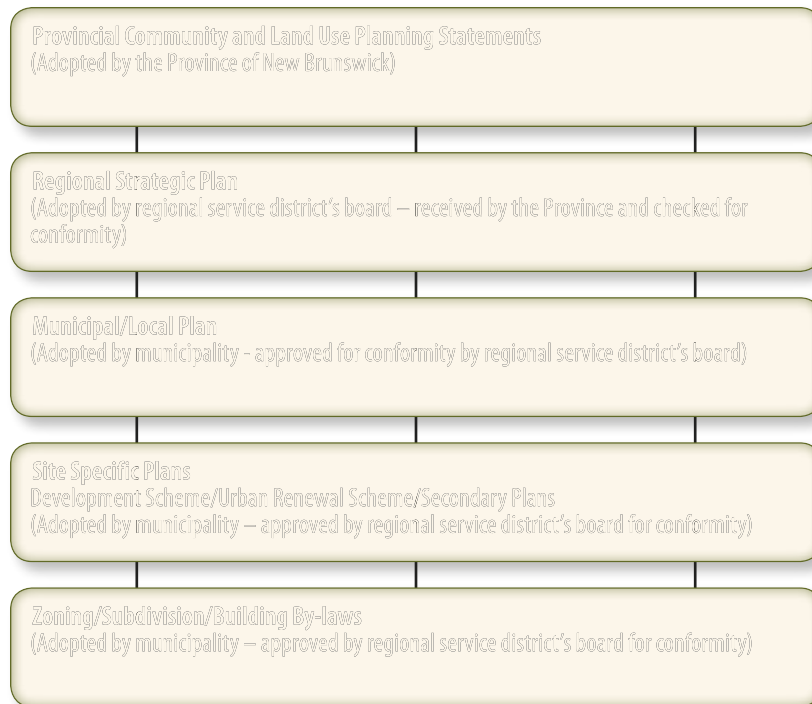 Provincial Community and Land Use Planning Statements
(Adopted by the Province of New Brunswick)
Regional Strategic Plan
(Adopted by regional service district's board – received by the Province and checked for
conformity)
Municipal/Local Plan
(Adopted by municipality - approved for conformity by regional service district's board)
Site Specific Plans
Development Scheme/Urban Renewal Scheme/Secondary Plans
(Adopted by municipality – approved by regional service district's board for conformity)
Zoning/Subdivision/Building By-laws
(Adopted by municipality – approved by regional service district's board for conformity)